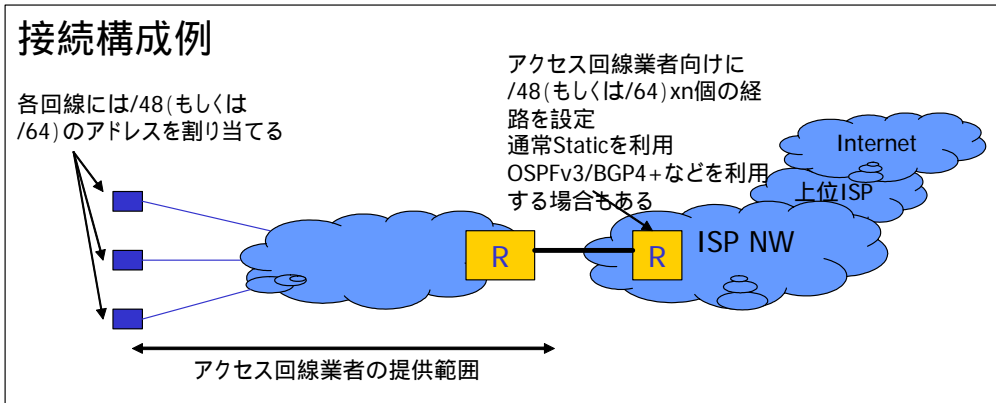 接続構成例
各回線には/48(もしくは
/64)のアドレスを割り当てる
アクセス回線業者向けに
/48(もしくは/64)xn個の経
路を設定
通常Staticを利用
OSPFv3/BGP4+などを利用
する場合もある
Internet
上位ISP
ISP NW
R
R
アクセス回線業者の提供範囲